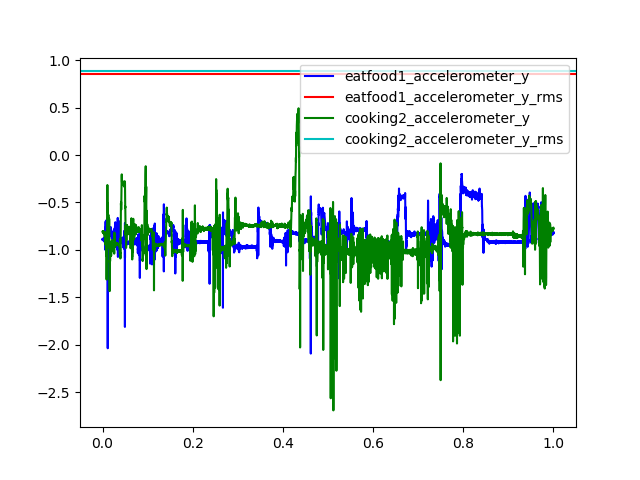 1.0
0.5
0.0
−0.5
−1.0
−1.5
−2.0
−2.5
0.0 0.2 0.4 0.6 0.8 1.0
eatfood1_accelerometer_y
eatfood1_accelerometer_y_rms
cooking2_accelerometer_y
cooking2_accelerometer_y_rms